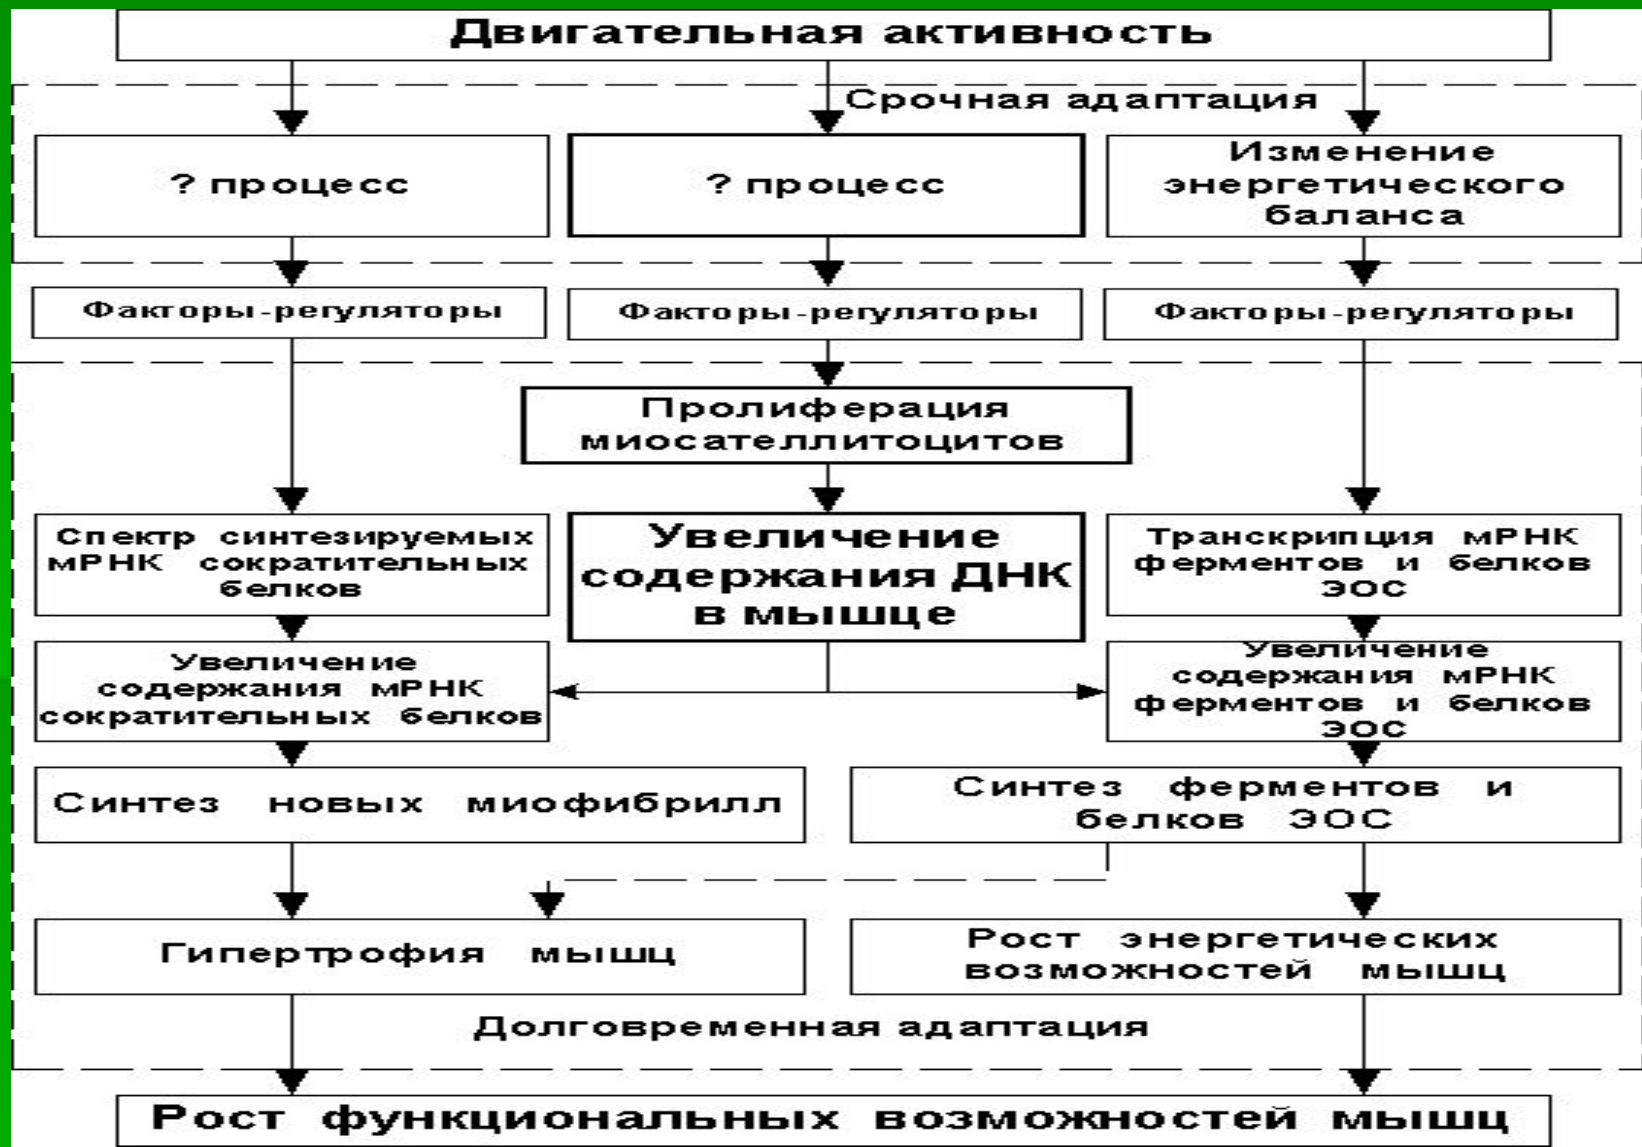 Двигательная активность
Срочная адаптация
? процесс
? процесс
Изменение
энергетического
баланса
Факторы-регуляторы
Факторы-регуляторы
Факторы-регуляторы
Пролиферация
миосателлитоцитов
Спектр синтезируемых
мРНК сократительных
белков
Увеличение
содержания ДНК
в мышце
Транскрипция мРНК
ферментов и белков
ЭОС
Увеличение
содержания мРНК
сократительных белков
Увеличение
содержания мРНК
ферментов и белков
ЭОС
Синтез новых миофибрилл
Синтез ферментов и
белков ЭОС
Гипертрофия мышц
Рост энергетических
возможностей мышц
Долговременная адаптация
Рост функциональных возможностей мышц